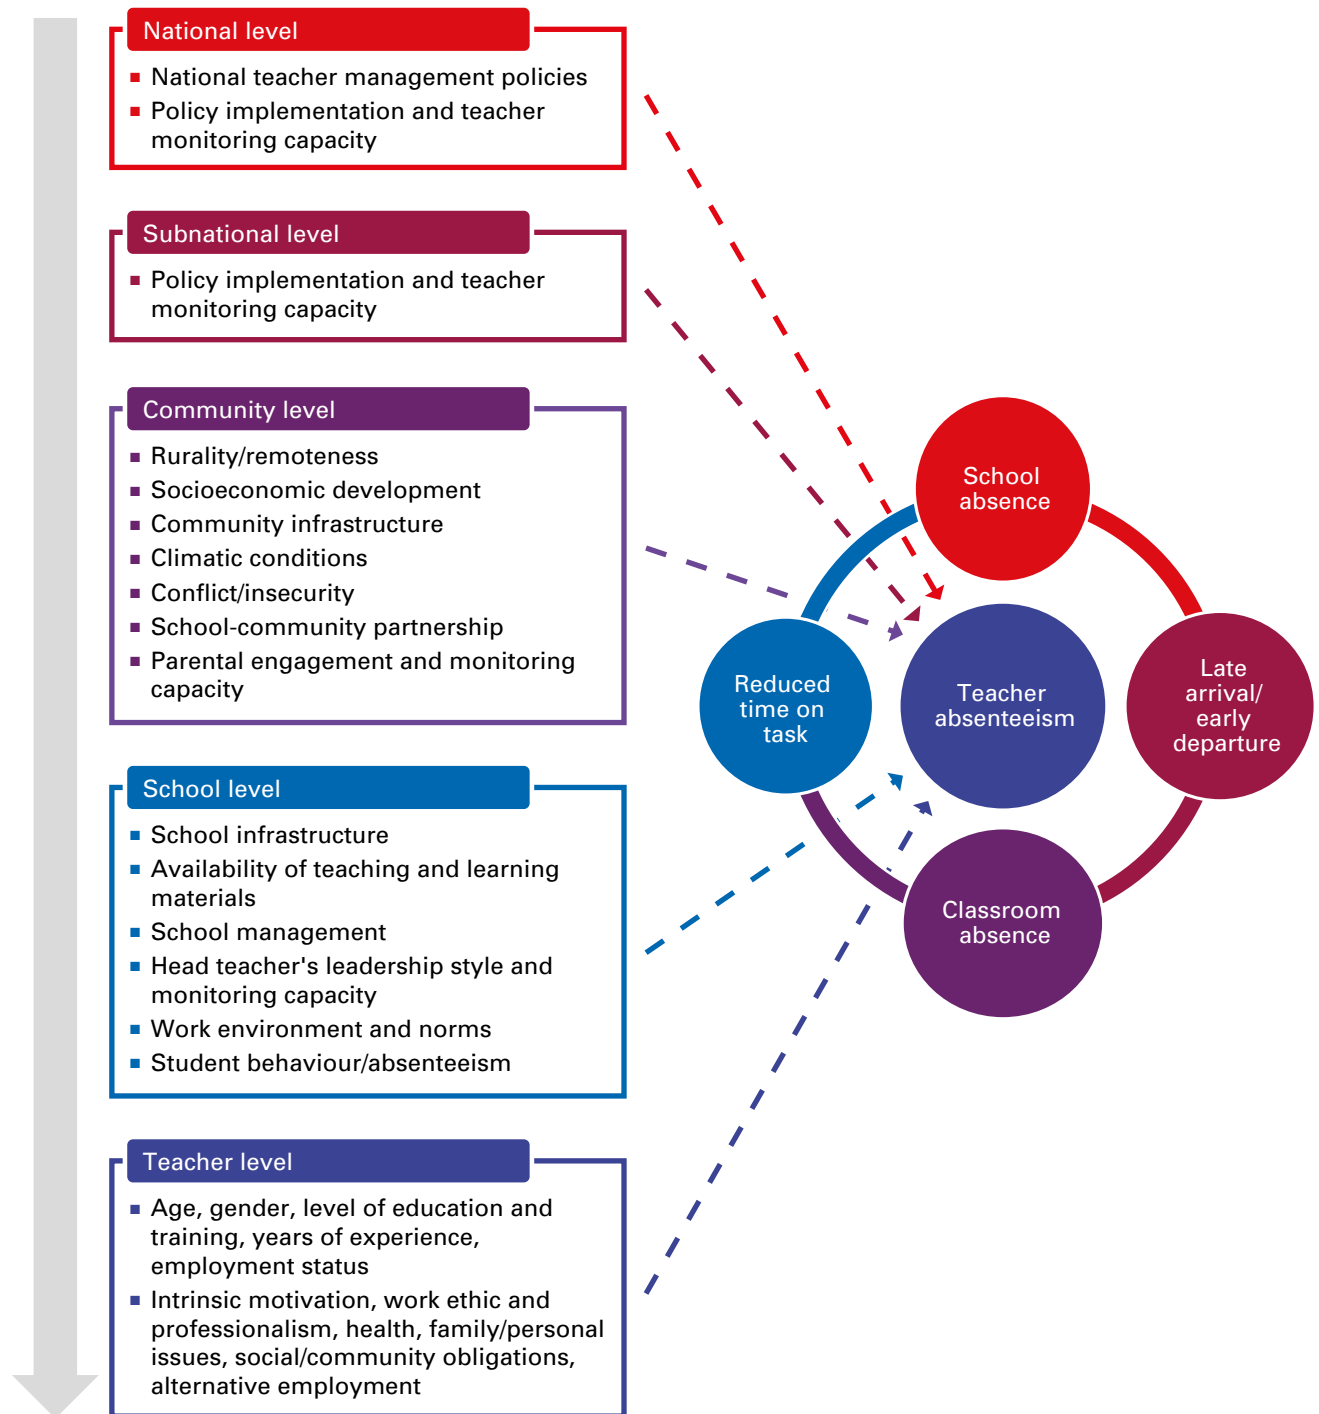 National level
National teacher management policies
Policy implementation and teacher
monitoring capacity
Subnational level
Policy implementation and teacher
monitoring capacity
Community level
Rurality/remoteness
Socioeconomic development
Community infrastructure
Climatic conditions
Conflict/insecurity
School-community partnership
Parental engagement and monitoring
capacity
School level
School infrastructure
Availability of teaching and learning
materials
School management
Head teacher's leadership style and
monitoring capacity
Work environment and norms
Student behaviour/absenteeism
Teacher level
Age, gender, level of education and
training, years of experience,
employment status
Intrinsic motivation, work ethic and
professionalism, health, family/personal
issues, social/community obligations,
alternative employment
School
absence
Reduced
time on
task
Teacher
absenteeism
Late
arrival/
early
departure
Classroom
absence